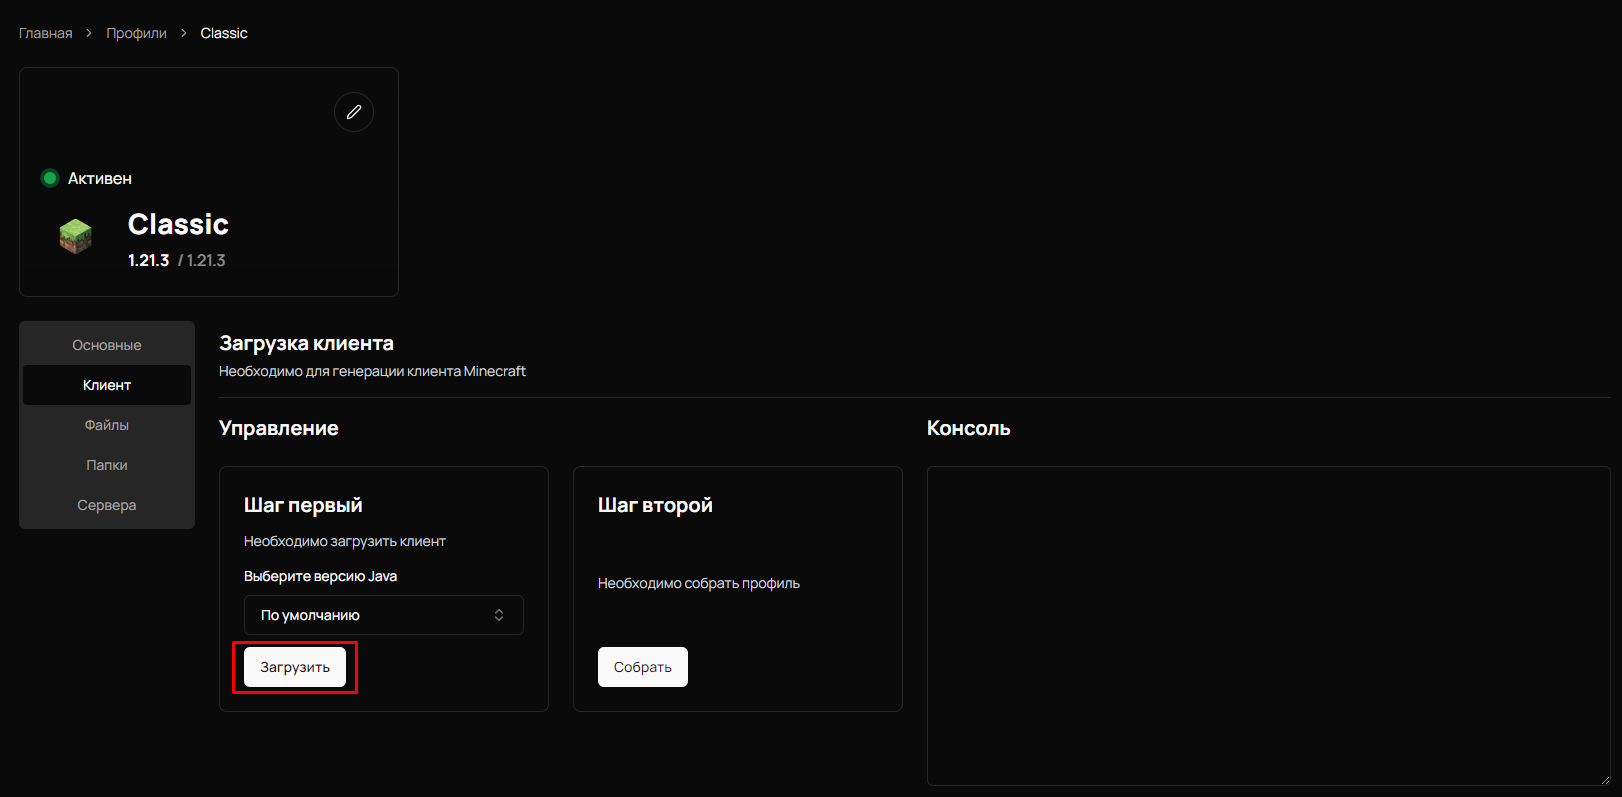 Главная > Профили > Classic
Активен
Classic
1.21.3 / 1.21.3
Основные
Клиент
Файлы
Папки
Сервера
Загрузка клиента
Необходимо для генерации клиента Minecraft
Управление
Шаг первый
Необходимо загрузить клиент
Выберите версию Java
По умолчанию
Загрузить
Шаг второй
Необходимо собрать профиль
Собрать
Консоль